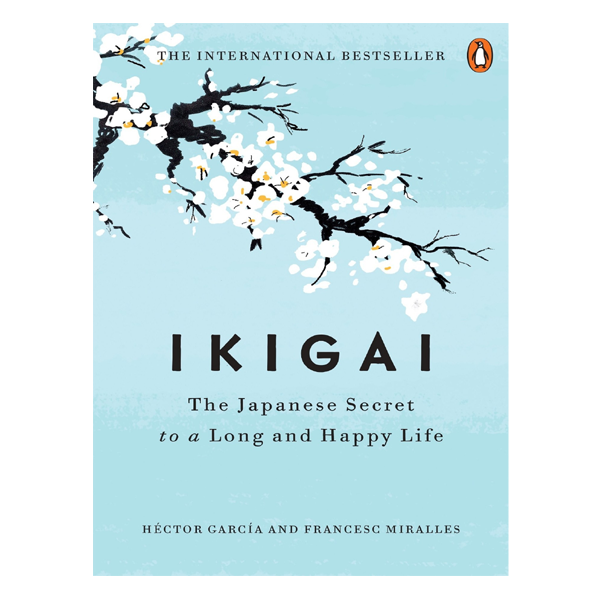 THE INTERNATIONAL BESTSELLER
IKIGAI
The Japanese Secret
to a Long and Happy Life
HÉCTOR GARCÍA AND FRANCESC MIRALLES